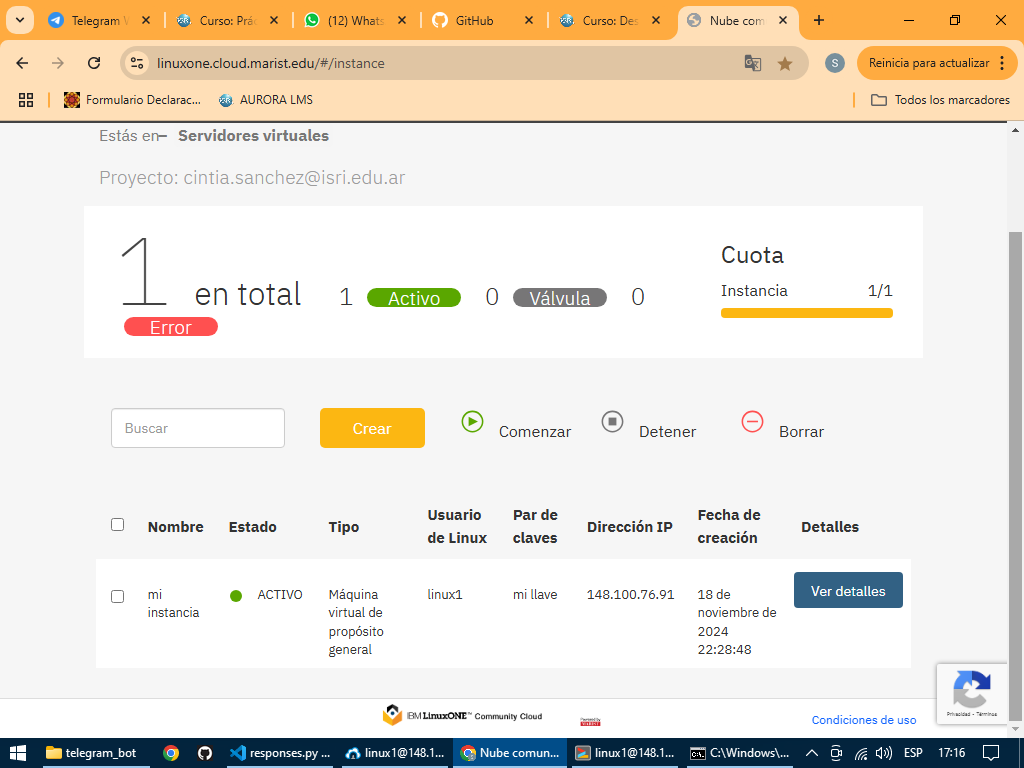 Telegram W
Curso: Prác
(12) Whats
GitHub
Curso: Des
Nube com
linuxone.cloud.marist.edu/#/instance
S
Reinicia para actualizar
Formulario Declarac...
AURORA LMS
Todos los marcadores
Estás en
Servidores virtuales
Proyecto: cintia.sanchez@isri.edu.ar
1 en total
1 Activo
0 Válvula
0 Error
Cuota
Instancia 1/1
Buscar
Crear
Comenzar
Detener
Borrar
Nombre
Estado
Tipo
Usuario de Linux
Par de claves
Dirección IP
Fecha de creación
Detalles
mi instancia
ACTIVO
Máquina virtual de propósito general
linux1
mi llave
148.100.76.91
18 de noviembre de 2024 22:28:48
Ver detalles
IBM LinuxONE™ Community Cloud
Condiciones de uso
Privacidad - Términos
telegram_bot
responses.py ...
linux1@148.1...
Nube comun...
linux1@148.1...
C:\Windows\...
ESP
17:16